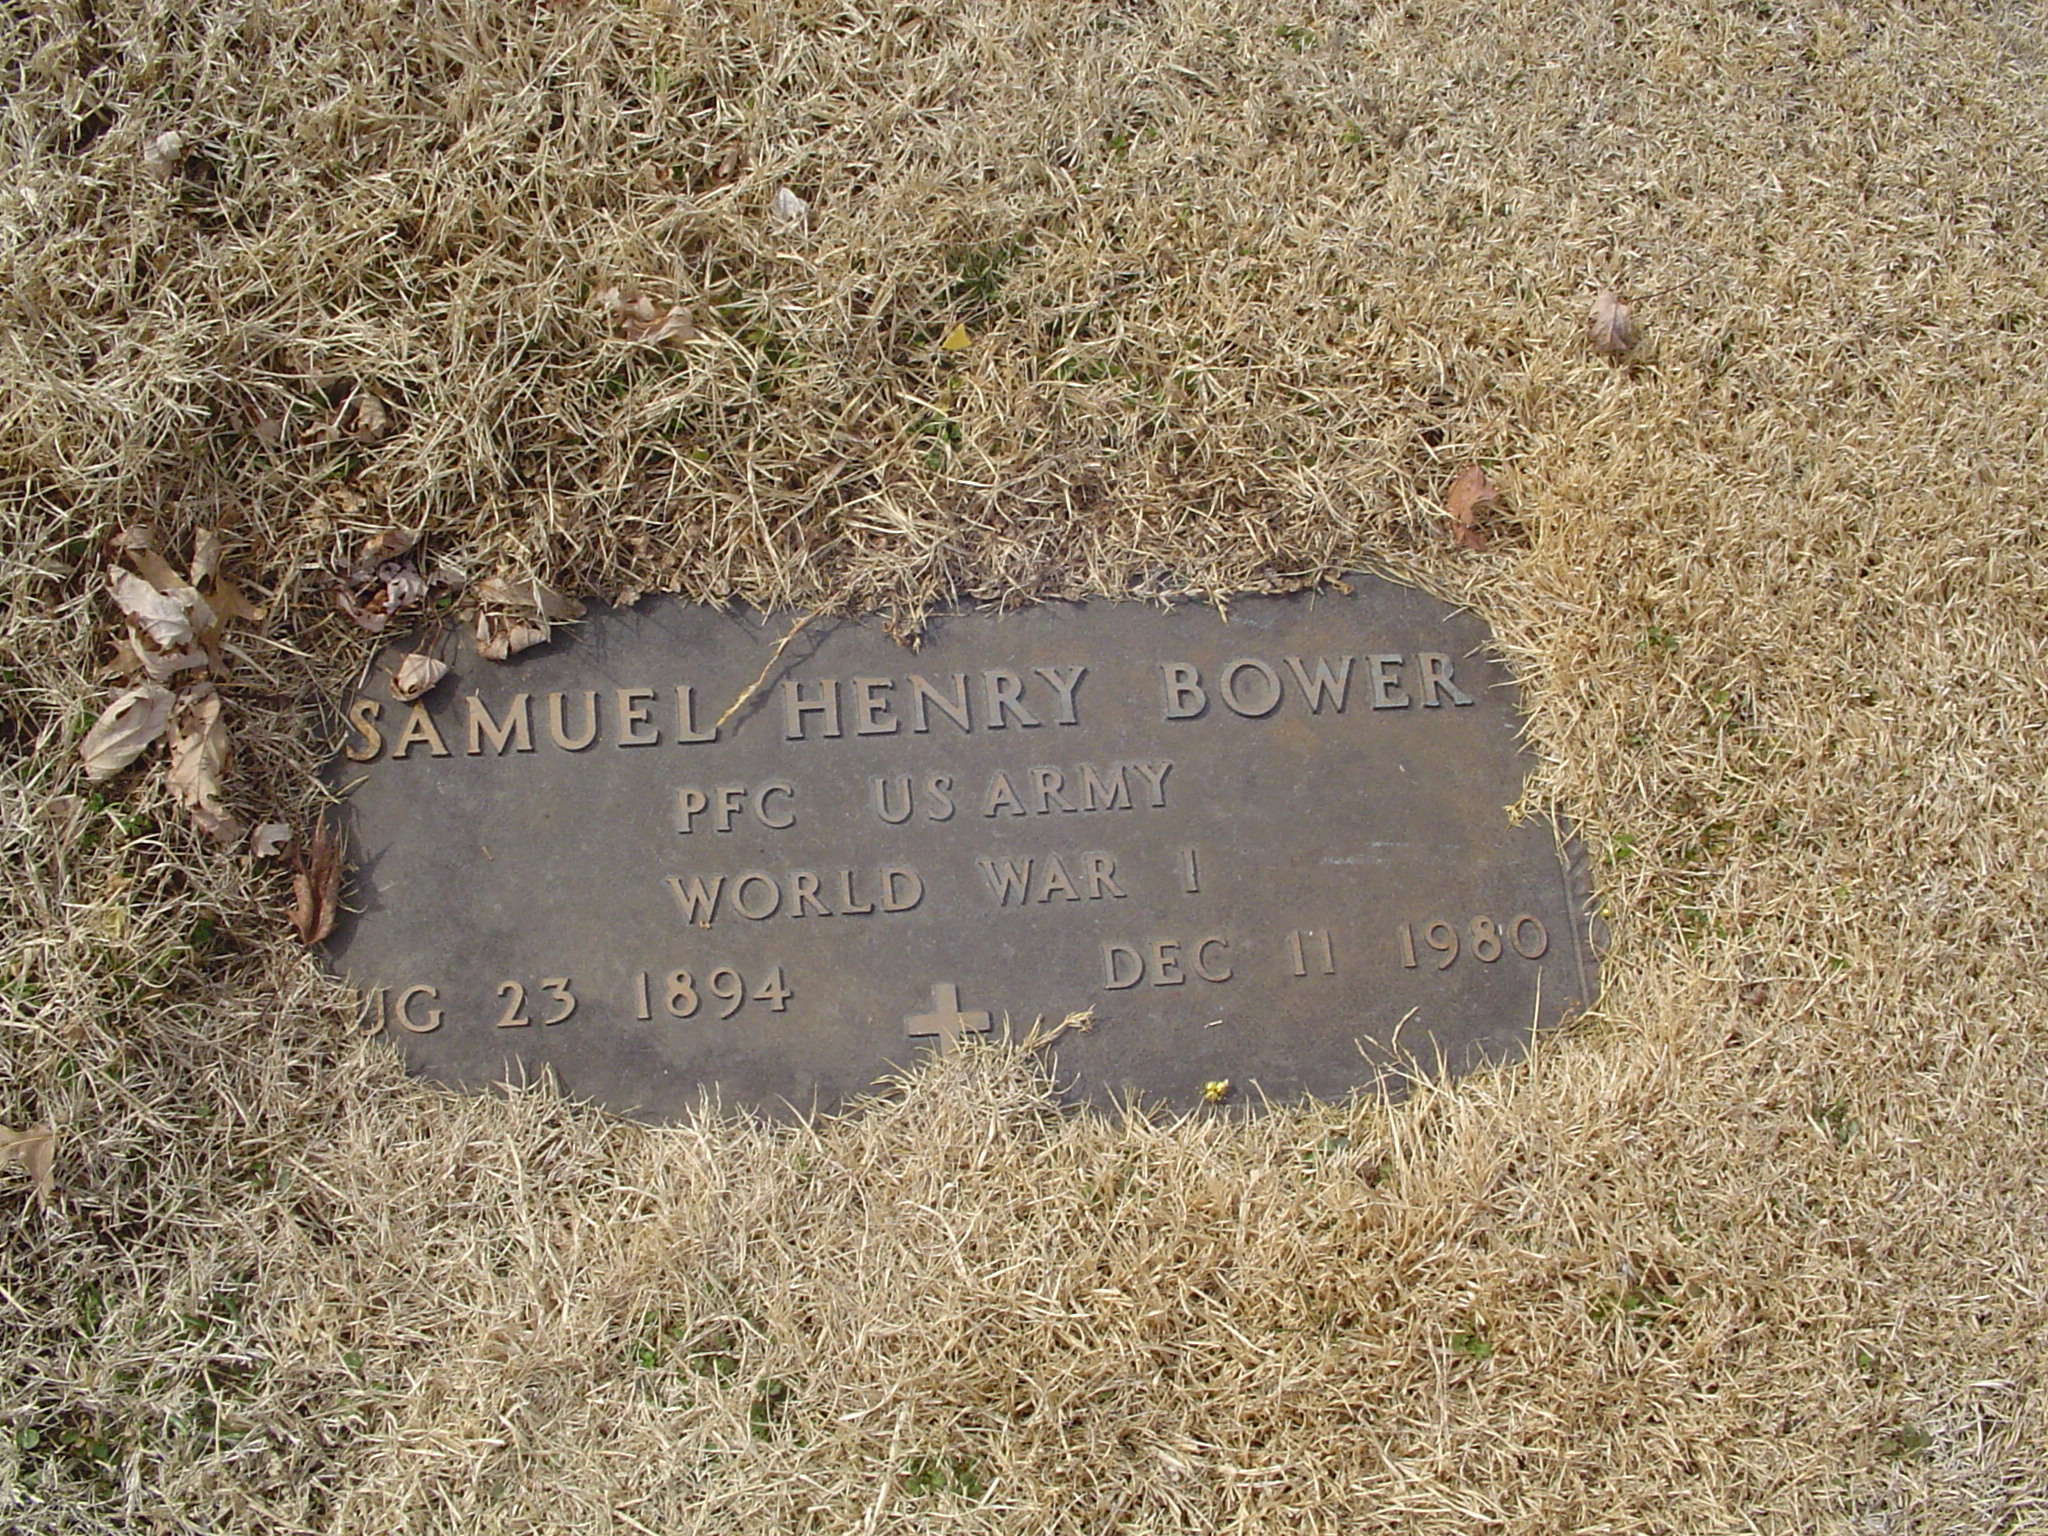 SAMUEL HENRY BOWER
PFC US ARMY
WORLD WAR I
UG 23 1894 DEC 11 1980